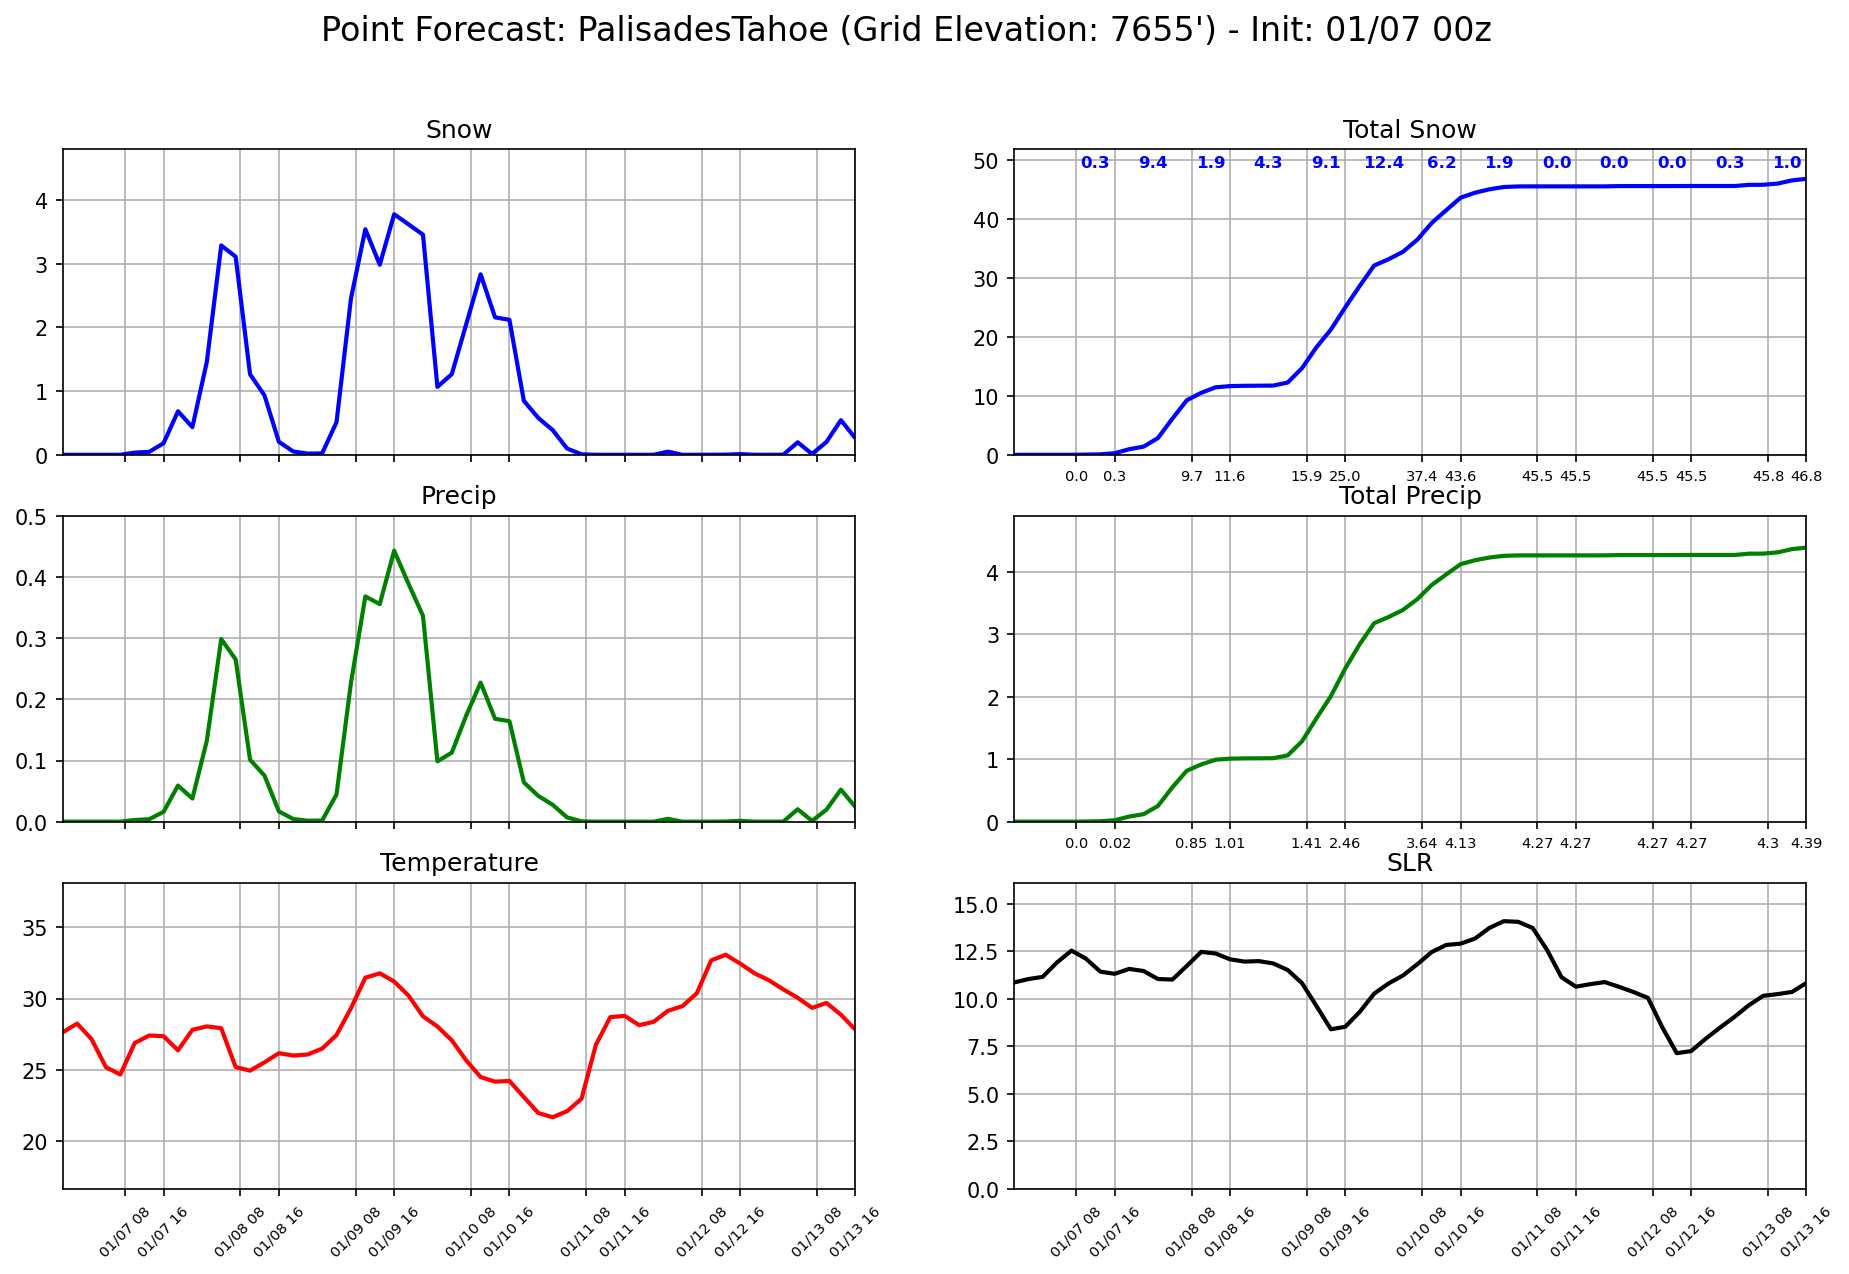 Point Forecast: PalisadesTahoe (Grid Elevation: 7655') - Init: 01/07 00z
Snow
4
3
2
1
0
Total Snow
0.3 9.4 1.9 4.3 9.1 12.4 6.2 1.9 0.0 0.0 0.0 0.3 1.0
50
40
30
20
10
0
0.0 0.3 9.7 11.6 15.9 25.0 37.4 43.6 45.5 45.5 45.5 45.5 45.8 46.8
Precip
0.5
0.4
0.3
0.2
0.1
0.0
Total Precip
4
3
2
1
0
0.0 0.02 0.85 1.01 1.41 2.46 3.64 4.13 4.27 4.27 4.27 4.27 4.3 4.39
Temperature
35
30
25
20
01/07 08 01/07 16 01/08 08 01/08 16 01/09 08 01/09 16 01/10 08 01/10 16 01/11 08 01/11 16 01/12 08 01/12 16 01/13 08 01/13 16
SLR
15.0
12.5
10.0
7.5
5.0
2.5
0.0
01/07 08 01/07 16 01/08 08 01/08 16 01/09 08 01/09 16 01/10 08 01/10 16 01/11 08 01/11 16 01/12 08 01/12 16 01/13 08 01/13 16